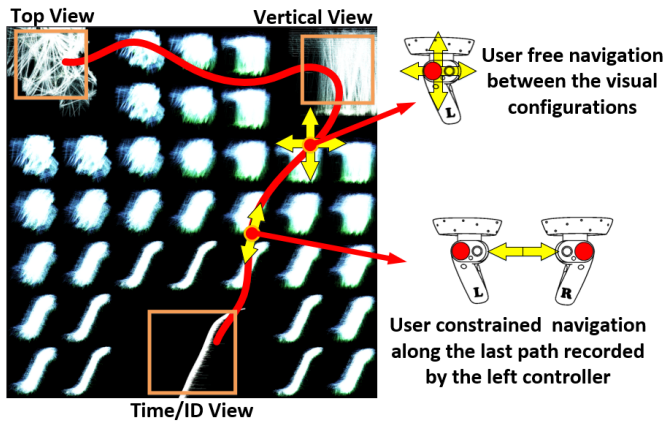 Top View
Vertical View
User free navigation
between the visual
configurations
L
L
R
User constrained navigation
along the last path recorded
by the left controller
Time/ID View